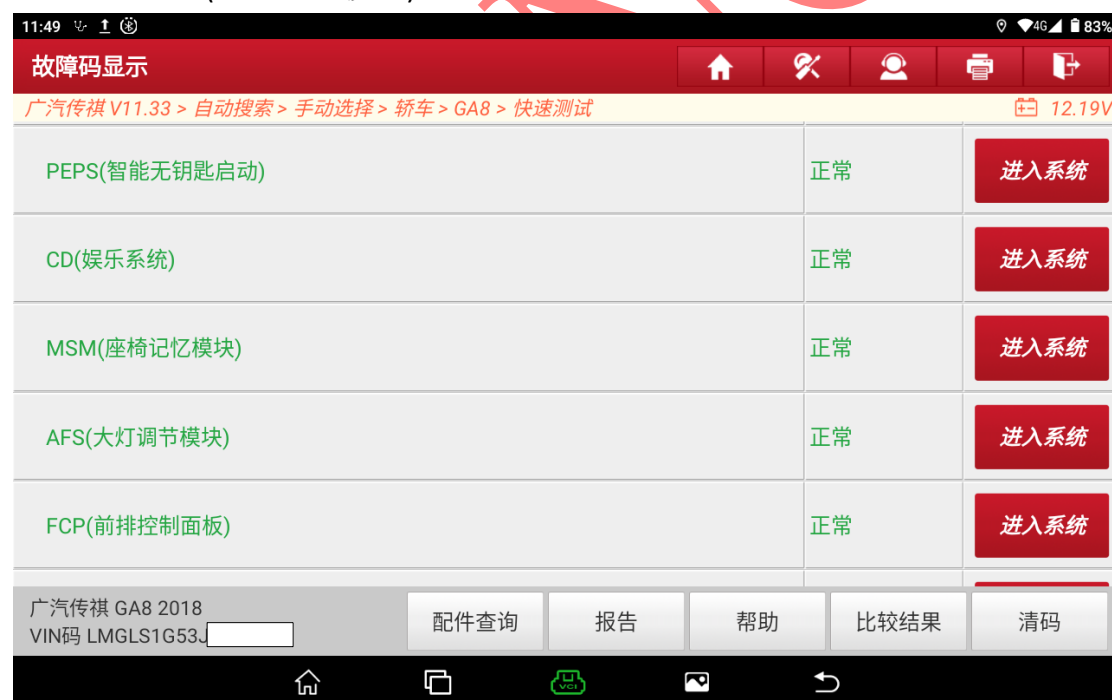 11:49 4G 83%
故障码显示
广汽传祺 V11.33 > 自动搜索 > 手动选择 > 轿车 > GA8 > 快速测试 12.19V
PEPS(智能无钥匙启动) 正常 进入系统
CD(娱乐系统) 正常 进入系统
MSM(座椅记忆模块) 正常 进入系统
AFS(大灯调节模块) 正常 进入系统
FCP(前排控制面板) 正常 进入系统
广汽传祺 GA8 2018
VIN码 LMGLS1G53J
配件查询 报告 帮助 比较结果 清码
VCI